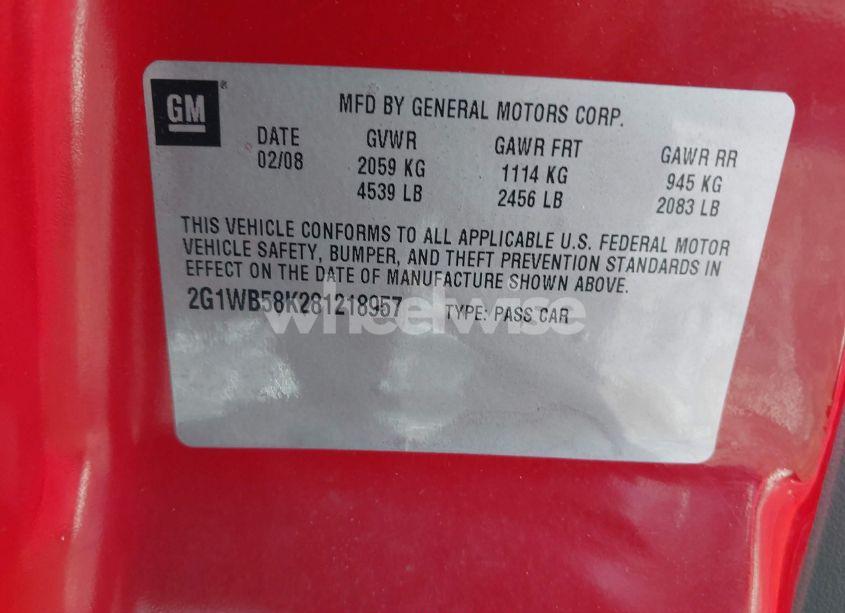 GM®
MFD BY GENERAL MOTORS CORP.
DATE GVWR GAWR FRT GAWR RR
02/08 2059 KG 1114 KG 945 KG
4539 LB 2456 LB 2083 LB
THIS VEHICLE CONFORMS TO ALL APPLICABLE U.S. FEDERAL MOTOR
VEHICLE SAFETY, BUMPER, AND THEFT PREVENTION STANDARDS IN
EFFECT ON THE DATE OF MANUFACTURE SHOWN ABOVE.
2G1WB58K281218957 TYPE: PASS CAR
wheelwise